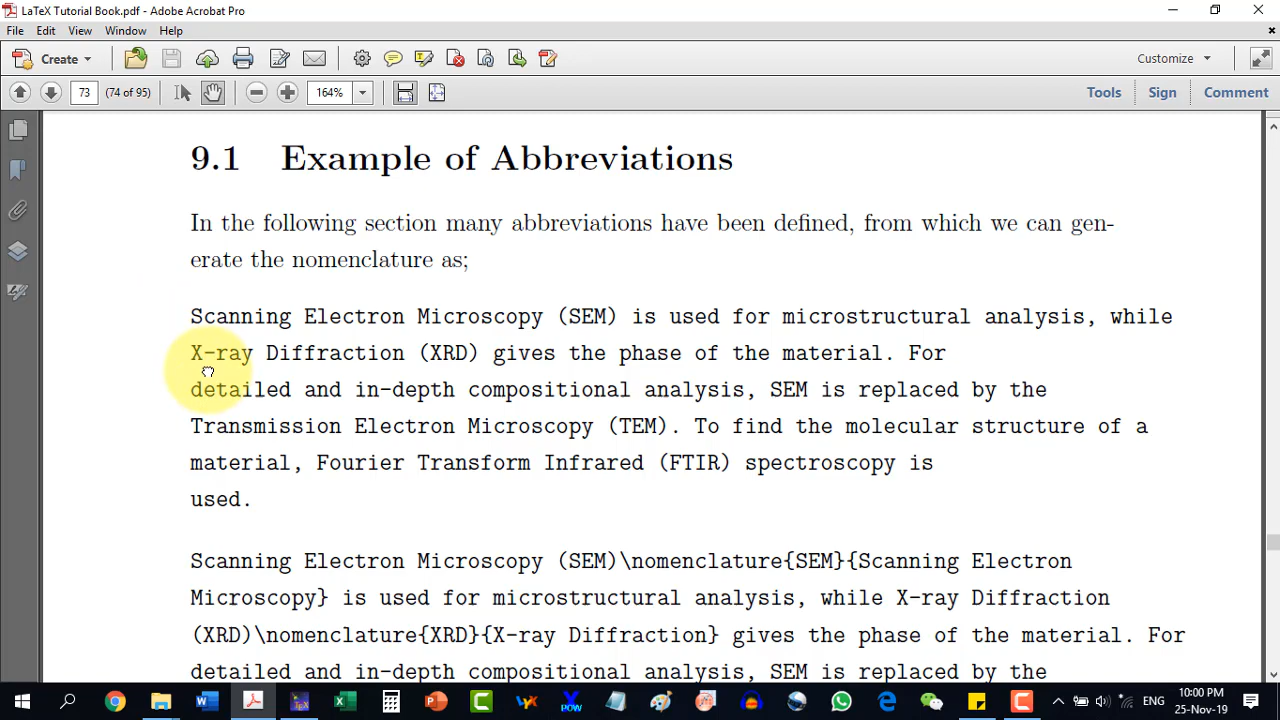 LaTeX Tutorial Book.pdf - Adobe Acrobat Pro
File Edit View Window Help
Create Customize
73 (74 of 95) 164% Tools Sign Comment
9.1 Example of Abbreviations
In the following section many abbreviations have been defined, from which we can gen-
erate the nomenclature as;
Scanning Electron Microscopy (SEM) is used for microstructural analysis, while
X-ray Diffraction (XRD) gives the phase of the material. For
detailed and in-depth compositional analysis, SEM is replaced by the
Transmission Electron Microscopy (TEM). To find the molecular structure of a
material, Fourier Transform Infrared (FTIR) spectroscopy is
used.
Scanning Electron Microscopy (SEM)\nomenclature{SEM}{Scanning Electron
Microscopy} is used for microstructural analysis, while X-ray Diffraction
(XRD)\nomenclature{XRD}{X-ray Diffraction} gives the phase of the material. For
detailed and in-depth compositional analysis, SEM is replaced by the
ENG 10:00 PM
25-Nov-19